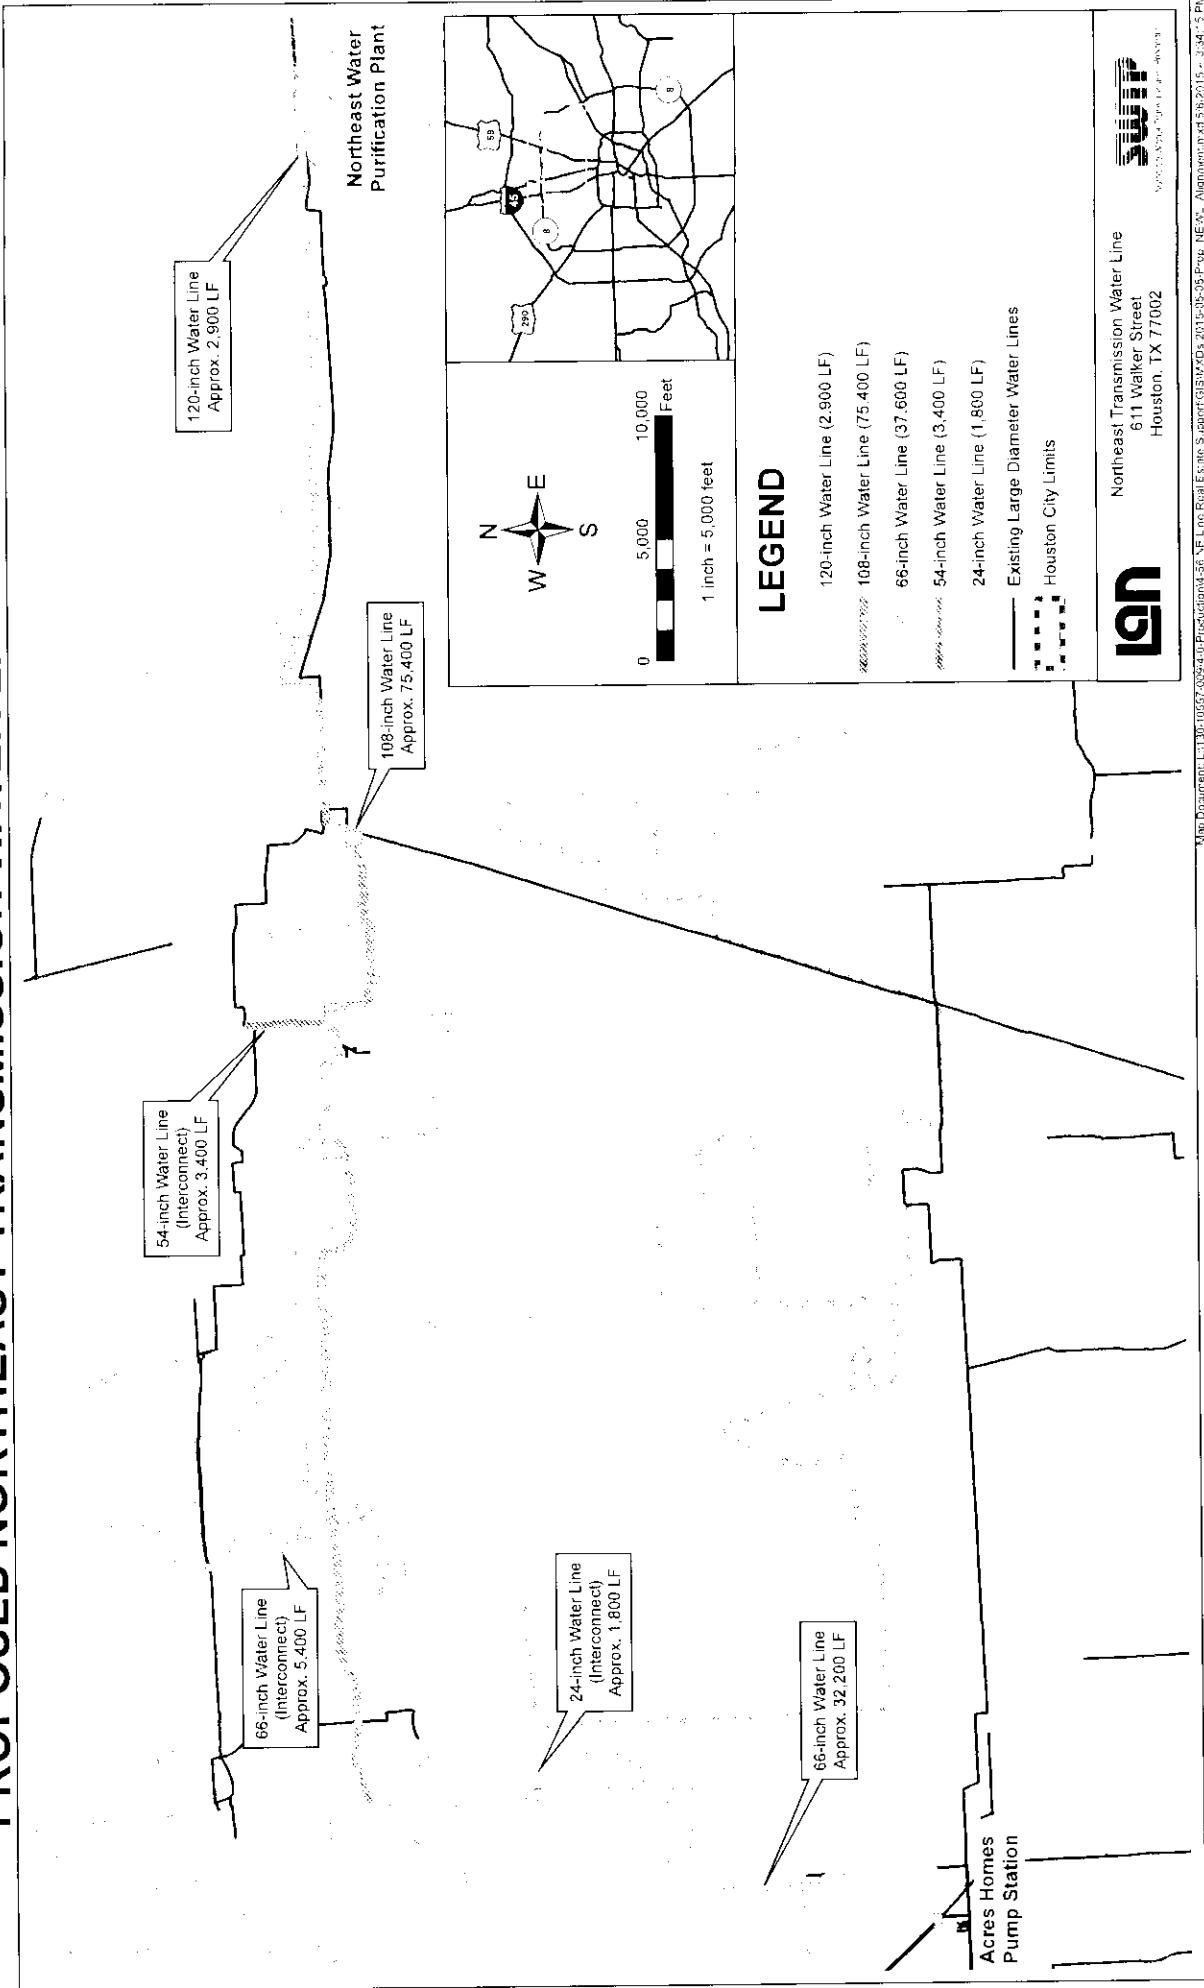 120-inch Water Line
Approx. 2,900 LF
Northeast Water
Purification Plant
108-inch Water Line
Approx. 75,400 LF
54-inch Water Line
(Interconnect)
Approx. 3,400 LF
66-inch Water Line
(Interconnect)
Approx. 5,400 LF
24-inch Water Line
(Interconnect)
Approx. 1,800 LF
66-inch Water Line
Approx. 32,200 LF
Acres Homes
Pump Station
N
W E
S
0 5,000 10,000
Feet
1 inch = 5,000 feet
290
8
45
59
8
LEGEND
120-inch Water Line (2,900 LF)
108-inch Water Line (75,400 LF)
66-inch Water Line (37,600 LF)
54-inch Water Line (3,400 LF)
24-inch Water Line (1,800 LF)
Existing Large Diameter Water Lines
Houston City Limits
lan
Northeast Transmission Water Line
611 Walker Street
Houston, TX 77002
SWTP